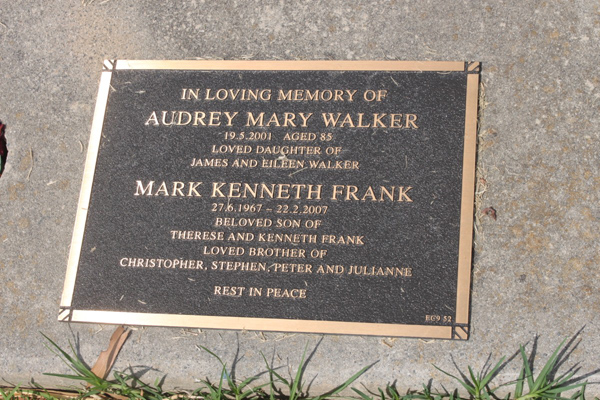 IN LOVING MEMORY OF
AUDREY MARY WALKER
19.5.2001 AGED 85
LOVED DAUGHTER OF
JAMES AND EILEEN WALKER
MARK KENNETH FRANK
27.6.1967 – 22.2.2007
BELOVED SON OF
THERESE AND KENNETH FRANK
LOVED BROTHER OF
CHRISTOPHER, STEPHEN, PETER AND JULIANNE
REST IN PEACE